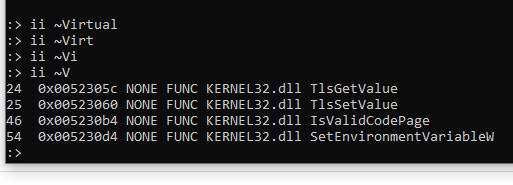 :> ii ~Virtual
:> ii ~Virt
:> ii ~Vi
:> ii ~V
24  0x0052305c NONE FUNC KERNEL32.dll TlsGetValue
25  0x00523060 NONE FUNC KERNEL32.dll TlsSetValue
46  0x005230b4 NONE FUNC KERNEL32.dll IsValidCodePage
54  0x005230d4 NONE FUNC KERNEL32.dll SetEnvironmentVariableW
:>